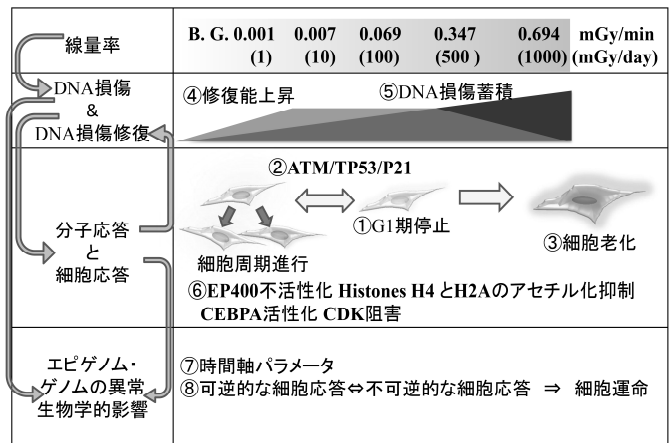 線量率
B. G. 0.001 0.007 0.069 0.347 0.694 mGy/min
(1) (10) (100) (500 ) (1000) (mGy/day)
DNA損傷
&
DNA損傷修復
④修復能上昇
⑤DNA損傷蓄積
分子応答
と
細胞応答
②ATM/TP53/P21
①G1期停止
③細胞老化
細胞周期進行
⑥EP400不活性化 Histones H4 とH2Aのアセチル化抑制
CEBPA活性化 CDK阻害
エピゲノム・
ゲノムの異常
生物学的影響
⑦時間軸パラメータ
⑧可逆的な細胞応答⇔不可逆的な細胞応答 ⇒ 細胞運命